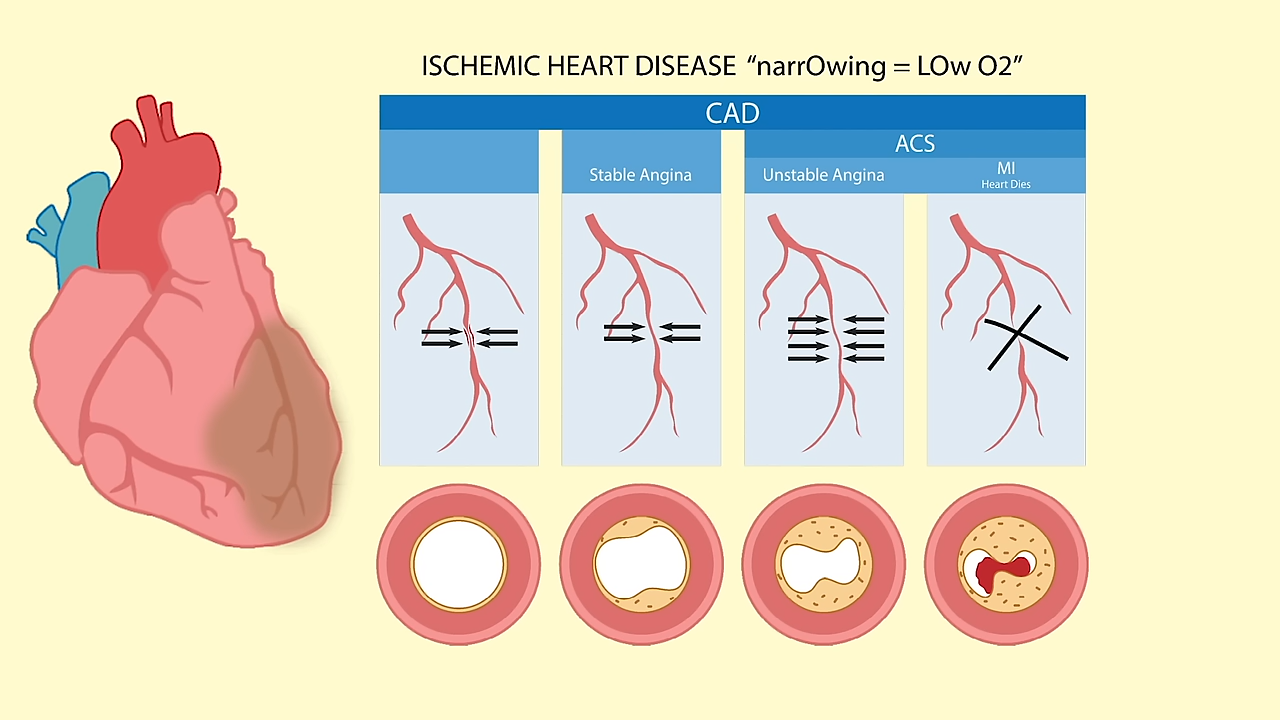 ISCHEMIC HEART DISEASE “narrOwing = LOw O2”
CAD
ACS
Stable Angina
Unstable Angina
MI
Heart Dies